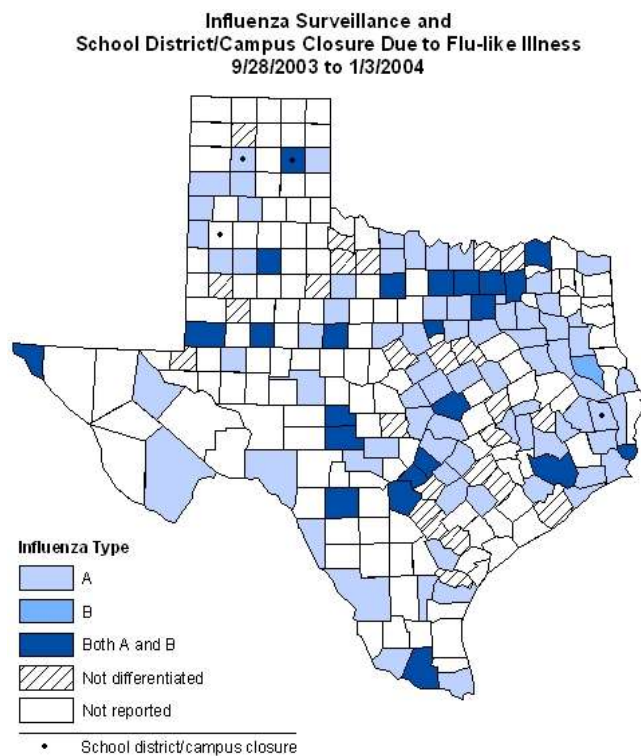 Influenza Surveillance and
School District/Campus Closure Due to Flu-like Illness
9/28/2003 to 1/3/2004
Influenza Type
A
B
Both A and B
Not differentiated
Not reported
School district/campus closure